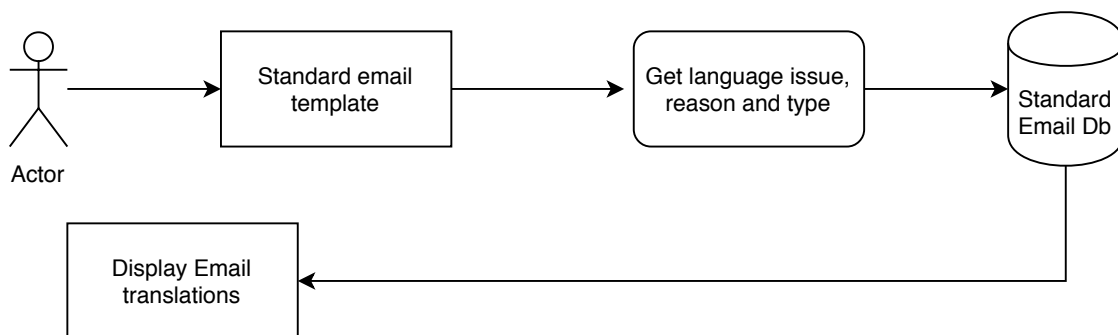 Standard email
template
Get language issue,
reason and type
Standard
Email Db
Actor
Display Email
translations